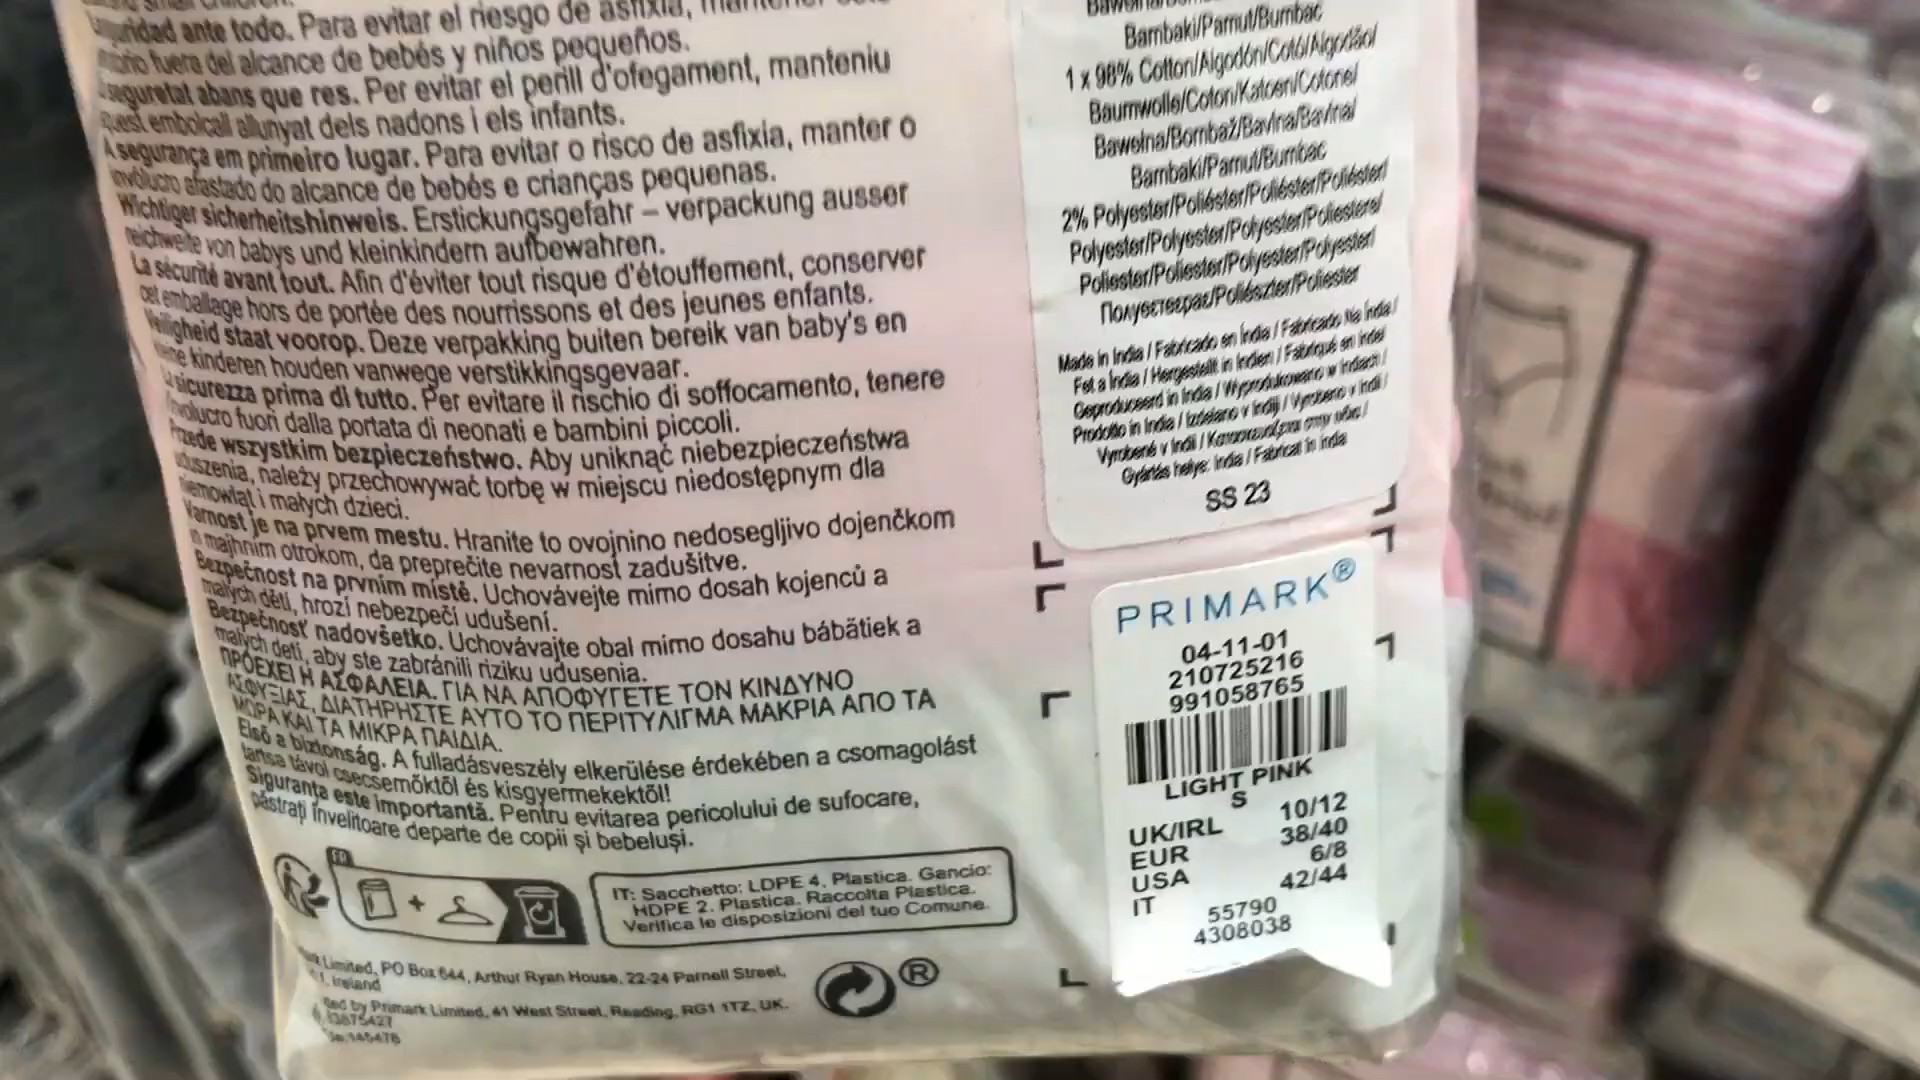 ante todo. Para evitar el riesgo de asfixia,
fuera del alcance de bebés y niños pequeños.
seguretat abans que res. Per evitar el perill d'ofegament, manteniu
embolcall allunyat dels nadons i els infants.
A segurança em primeiro lugar. Para evitar o risco de asfixia, manter o
invólucro afastado do alcance de bebés e crianças pequenas.
Wichtiger sicherheitshinweis. Erstickungsgefahr – verpackung ausser
reichweite von babys und kleinkindern aufbewahren.
La sécurité avant tout. Afin d'éviter tout risque d'étouffement, conserver
cet emballage hors de portée des nourrissons et des jeunes enfants.
Veiligheid staat voorop. Deze verpakking buiten bereik van baby's en
kinderen houden vanwege verstikkingsgevaar.
sicurezza prima di tutto. Per evitare il rischio di soffocamento, tenere
involucro fuori dalla portata di neonati e bambini piccoli.
Przede wszystkim bezpieczeństwo. Aby uniknąć niebezpieczeństwa
uduszenia, należy przechowywać torbę w miejscu niedostępnym dla
niemowląt i małych dzieci.
Varnost je na prvem mestu. Hranite to ovojnino nedosegljivo dojenčkom
in majhnim otrokom, da preprečite nevarnost zadušitve.
Bezpečnost na prvním místě. Uchovávejte mimo dosah kojenců a
malých dětí, hrozí nebezpečí udušení.
Bezpečnosť nadovšetko. Uchovávajte obal mimo dosahu bábätiek a
malých detí, aby ste zabránili riziku udusenia.
ΠΡΟΕΧΕΙ Η ΑΣΦΑΛΕΙΑ. ΓΙΑ ΝΑ ΑΠΟΦΥΓΕΤΕ ΤΟΝ ΚΙΝΔΥΝΟ
ΑΣΦΥΞΙΑΣ, ΔΙΑΤΗΡΗΣΤΕ ΑΥΤΟ ΤΟ ΠΕΡΙΤΥΛΙΓΜΑ ΜΑΚΡΙΑ ΑΠΟ ΤΑ
ΜΩΡΑ ΚΑΙ ΤΑ ΜΙΚΡΑ ΠΑΙΔΙΑ.
Első a biztonság. A fulladásveszély elkerülése érdekében a csomagolást
tartsa távol csecsemőktől és kisgyermekektől!
Siguranta este importantă. Pentru evitarea pericolului de sufocare,
păstrați învelitoare departe de copii și bebeluși.
FR
IT: Sacchetto: LDPE 4. Plastica. Gancio:
HDPE 2. Plastica. Raccolta Plastica.
Verifica le disposizioni del tuo Comune.
Limited, PO Box 644, Arthur Ryan House, 22-24 Parnell Street,
1, Ireland
by Primark Limited, 41 West Street, Reading, RG1 1TZ, UK.
®
Bambaki/Pamut/Bumbac
1 x 98% Cotton/Algodón/Cotó/Algodão/
Baumwolle/Coton/Katoen/Cotone/
Bawełna/Bombaž/Bavlna/Bavlna/
Bambaki/Pamut/Bumbac
2% Polyester/Poliéster/Polièster/Poliéster/
Polyester/Polyester/Polyester/Poliestere/
Poliester/Poliester/Polyester/Polyester/
Полуεστερας/Poliészter/Poliester
Made in India / Fabricado en India / Fabricado Na Índia /
Fet a Índia / Hergestellt in Indien / Fabriqué en Inde/
Geproduceerd in India / Wyprodukowano w Indiach /
Prodotto in India / Izdelano v Indiji / Vyrobeno v Indii /
Vyrobené v Indii /
Gyártás helye: India / Fabricat în India
SS 23
PRIMARK®
04-11-01
210725216
991058765
LIGHT PINK
S
UK/IRL 10/12
EUR 38/40
USA 6/8
IT 42/44
55790
4308038